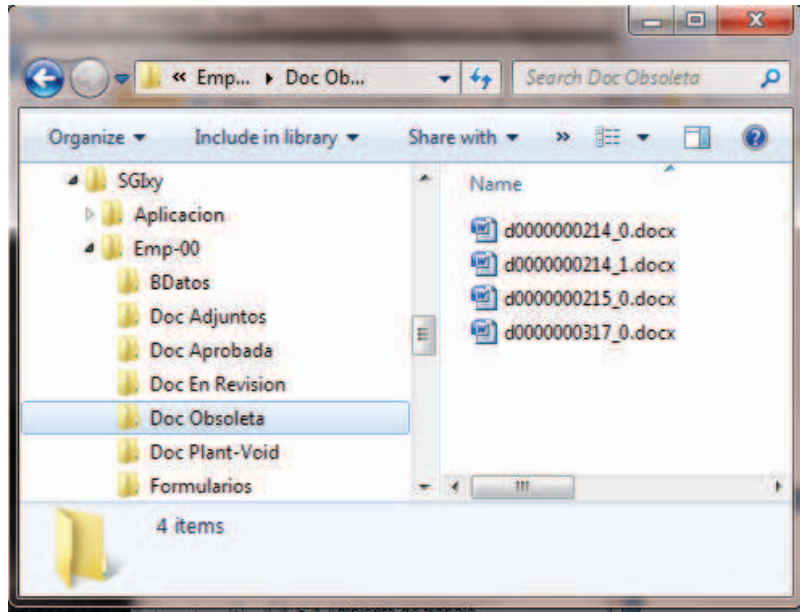 « Emp... ▸ Doc Ob...
Search Doc Obsoleta
Organize
Include in library
Share with
»
SGIxy
Aplicacion
Emp-00
BDatos
Doc Adjuntos
Doc Aprobada
Doc En Revision
Doc Obsoleta
Doc Plant-Void
Formularios
Name
d0000000214_0.docx
d0000000214_1.docx
d0000000215_0.docx
d0000000317_0.docx
4 items